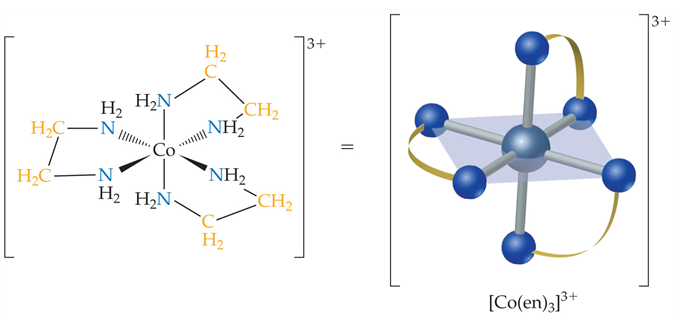 3+
H₂
C
H₂N
CH₂
H₂
H₂C
N
NH₂
Co
H₂C
N
H₂
NH₂
H₂N
CH₂
C
H₂
=
3+
[Co(en)₃]³⁺